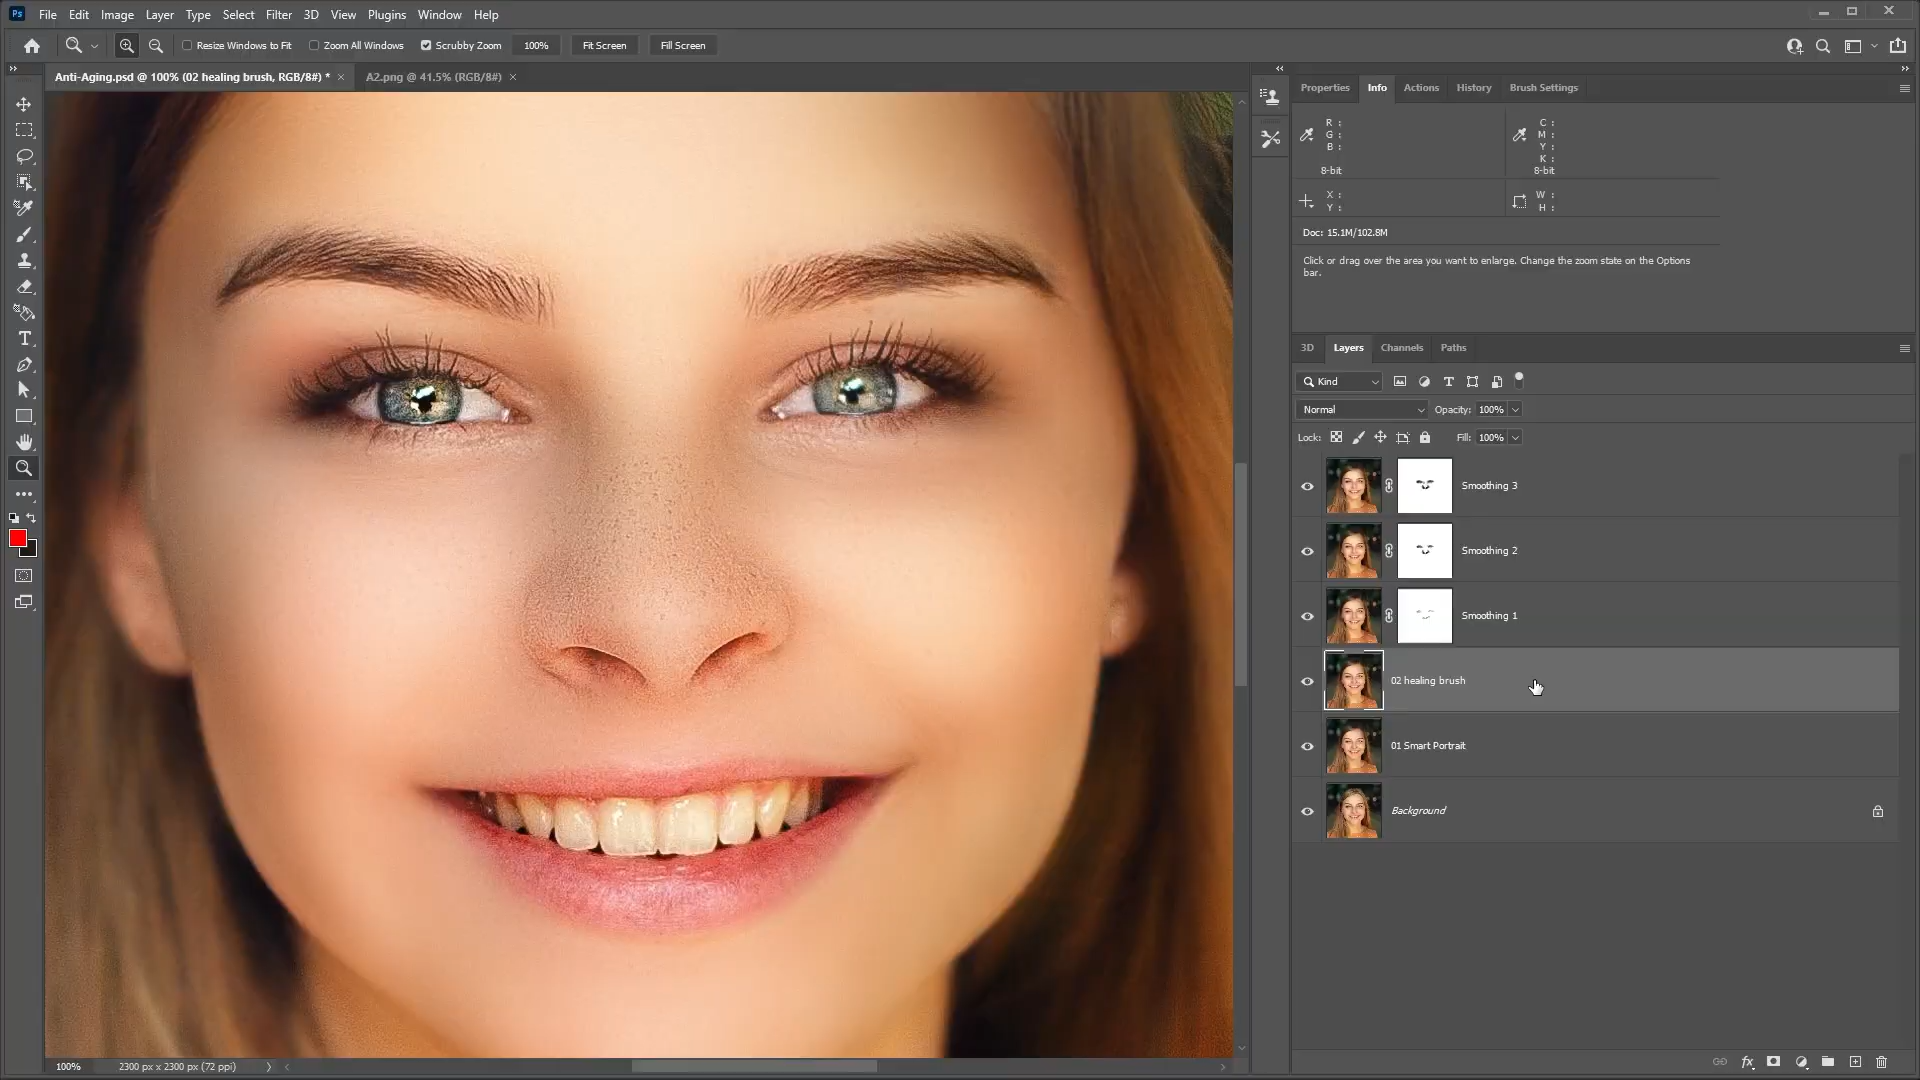 Ps File Edit Image Layer Type Select Filter 3D View Plugins Window Help
Resize Windows to Fit Zoom All Windows Scrubby Zoom 100% Fit Screen Fill Screen
Anti-Aging.psd @ 100% (02 healing brush, RGB/8#) * × A2.png @ 41.5% (RGB/8#) ×
Properties Info Actions History Brush Settings
R : C :
G : M :
B : Y :
K :
8-bit 8-bit
X : W :
Y : H :
Doc: 15.1M/102.8M
Click or drag over the area you want to enlarge. Change the zoom state on the Options
bar.
3D Layers Channels Paths
Kind
Normal Opacity: 100%
Lock: Fill: 100%
Smoothing 3
Smoothing 2
Smoothing 1
02 healing brush
01 Smart Portrait
Background
100% 2300 px x 2300 px (72 ppi)
fx